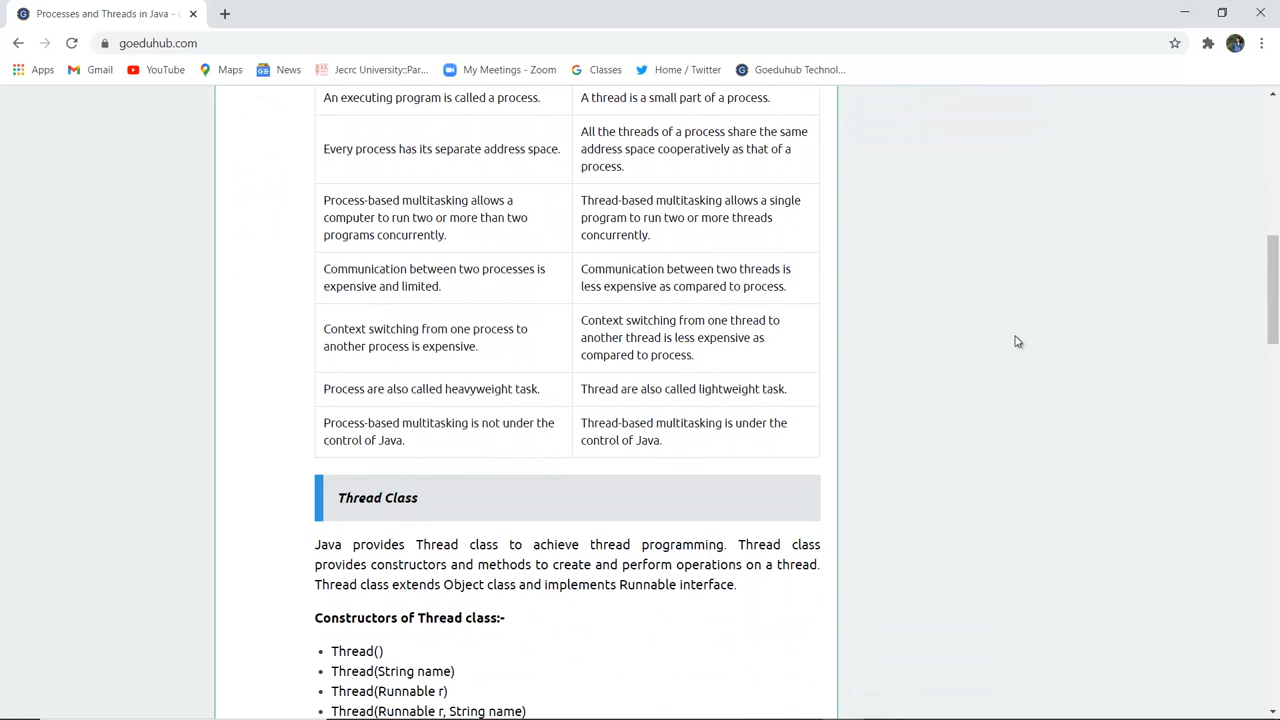 Processes and Threads in Java -
goeduhub.com
Apps
Gmail
YouTube
Maps
News
Jecrc University::Par...
My Meetings - Zoom
Classes
Home / Twitter
Goeduhub Technol...
An executing program is called a process.
A thread is a small part of a process.
Every process has its separate address space.
All the threads of a process share the same
address space cooperatively as that of a
process.
Process-based multitasking allows a
computer to run two or more than two
programs concurrently.
Thread-based multitasking allows a single
program to run two or more threads
concurrently.
Communication between two processes is
expensive and limited.
Communication between two threads is
less expensive as compared to process.
Context switching from one process to
another process is expensive.
Context switching from one thread to
another thread is less expensive as
compared to process.
Process are also called heavyweight task.
Thread are also called lightweight task.
Process-based multitasking is not under the
control of Java.
Thread-based multitasking is under the
control of Java.
Thread Class
Java provides Thread class to achieve thread programming. Thread class
provides constructors and methods to create and perform operations on a thread.
Thread class extends Object class and implements Runnable interface.
Constructors of Thread class:-
• Thread()
• Thread(String name)
• Thread(Runnable r)
• Thread(Runnable r, String name)